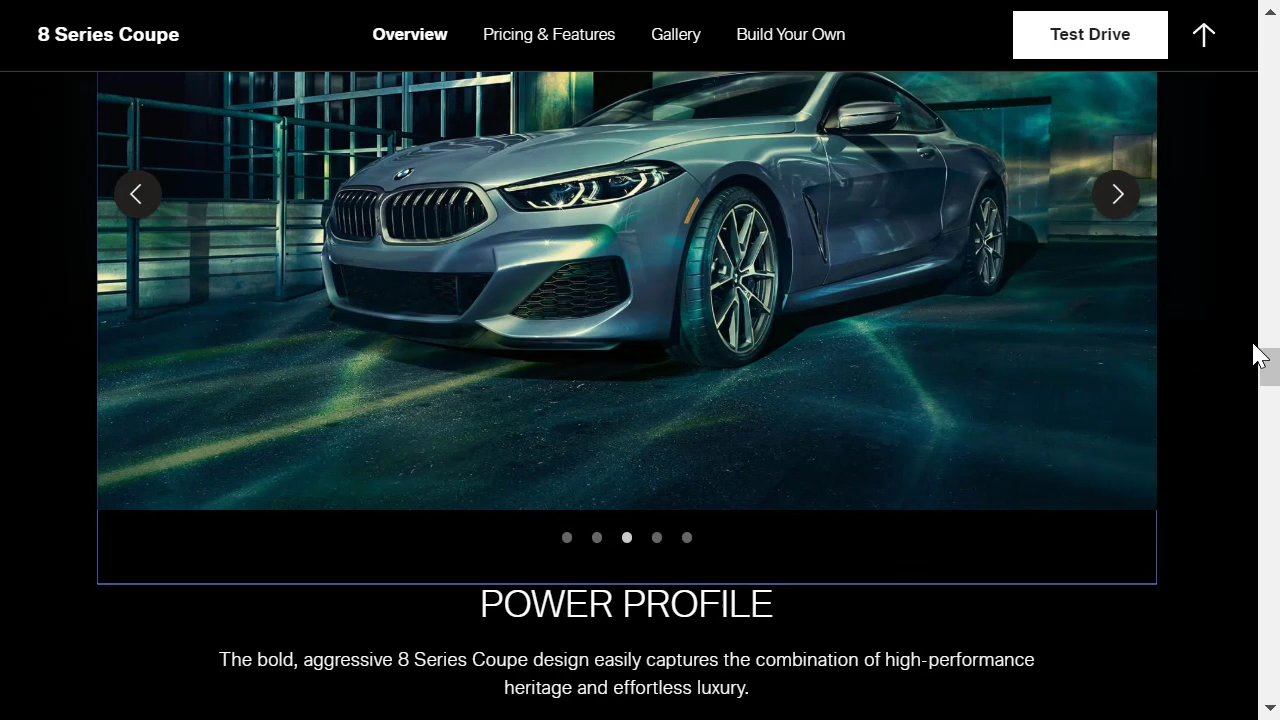 8 Series Coupe
Overview
Pricing & Features
Gallery
Build Your Own
Test Drive
POWER PROFILE
The bold, aggressive 8 Series Coupe design easily captures the combination of high-performance
heritage and effortless luxury.